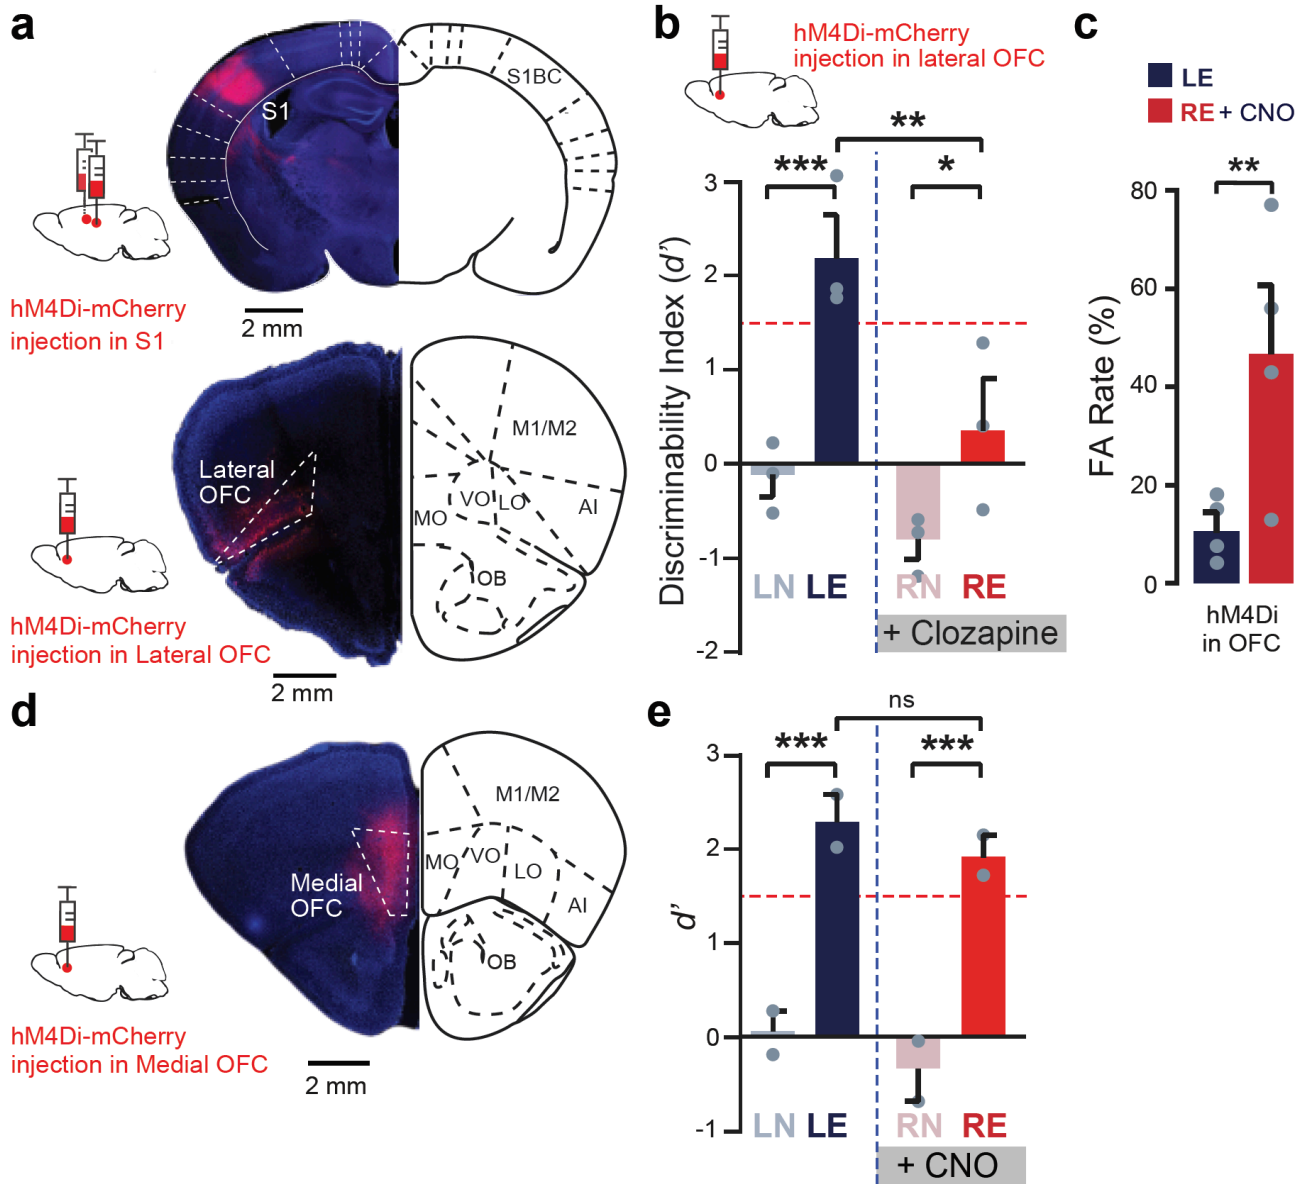 a
S1
S1BC
hM4Di-mCherry
injection in S1
2 mm
Lateral
OFC
M1/M2
MO
VO
LO
AI
OB
hM4Di-mCherry
injection in Lateral OFC
2 mm
b
hM4Di-mCherry
injection in lateral OFC
**
***
*
Discriminability Index (d')
3
2
1
0
-1
-2
LN
LE
RN
RE
+ Clozapine
c
LE
RE + CNO
**
FA Rate (%)
80
60
40
20
0
hM4Di
in OFC
d
Medial
OFC
M1/M2
MO
VO
LO
AI
OB
hM4Di-mCherry
injection in Medial OFC
2 mm
e
ns
***
***
d'
3
2
1
0
-1
LN
LE
RN
RE
+ CNO